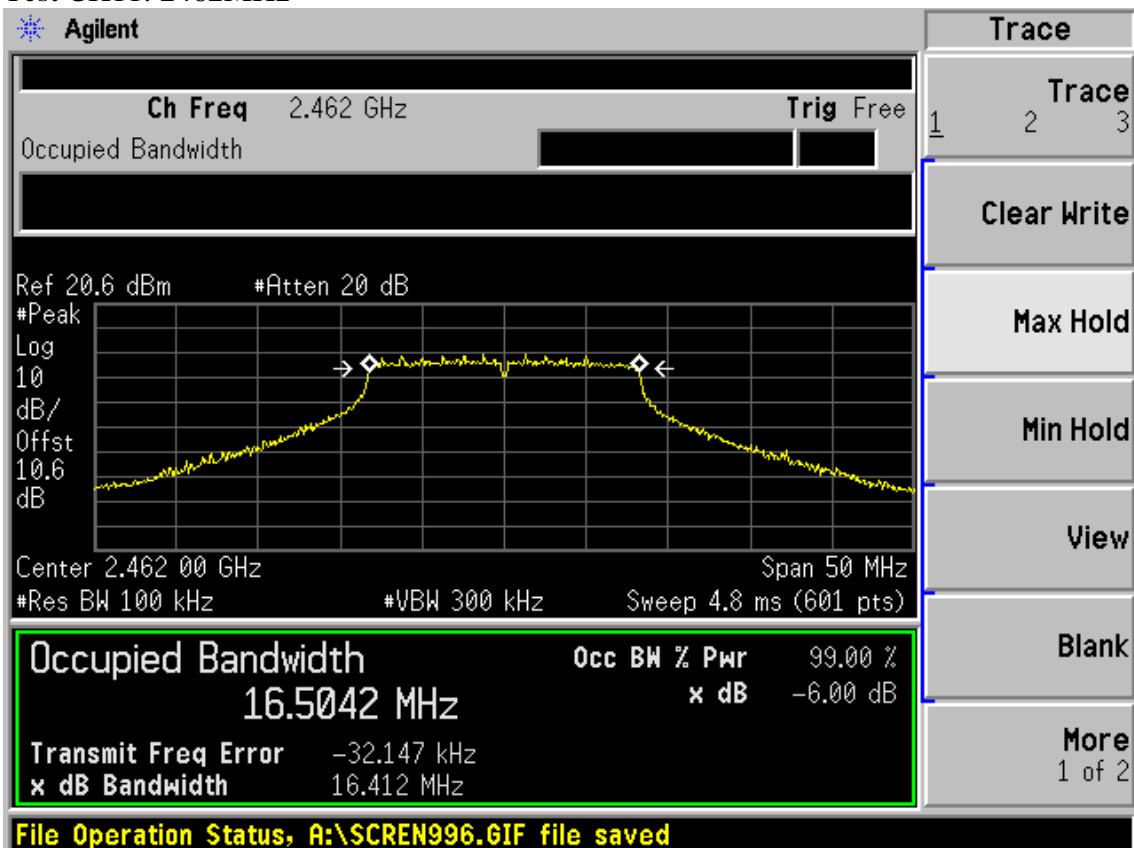 Agilent
Trace
Ch Freq 2.462 GHz Trig Free
Occupied Bandwidth
Trace
1 2 3
Clear Write
Max Hold
Min Hold
View
Blank
More
1 of 2
Ref 20.6 dBm #Atten 20 dB
#Peak
Log
10
dB/
Offst
10.6
dB
Center 2.462 00 GHz Span 50 MHz
#Res BW 100 kHz #VBW 300 kHz Sweep 4.8 ms (601 pts)
Occupied Bandwidth Occ BW % Pwr 99.00 %
16.5042 MHz x dB -6.00 dB
Transmit Freq Error -32.147 kHz
x dB Bandwidth 16.412 MHz
File Operation Status, A:\SCREN996.GIF file saved